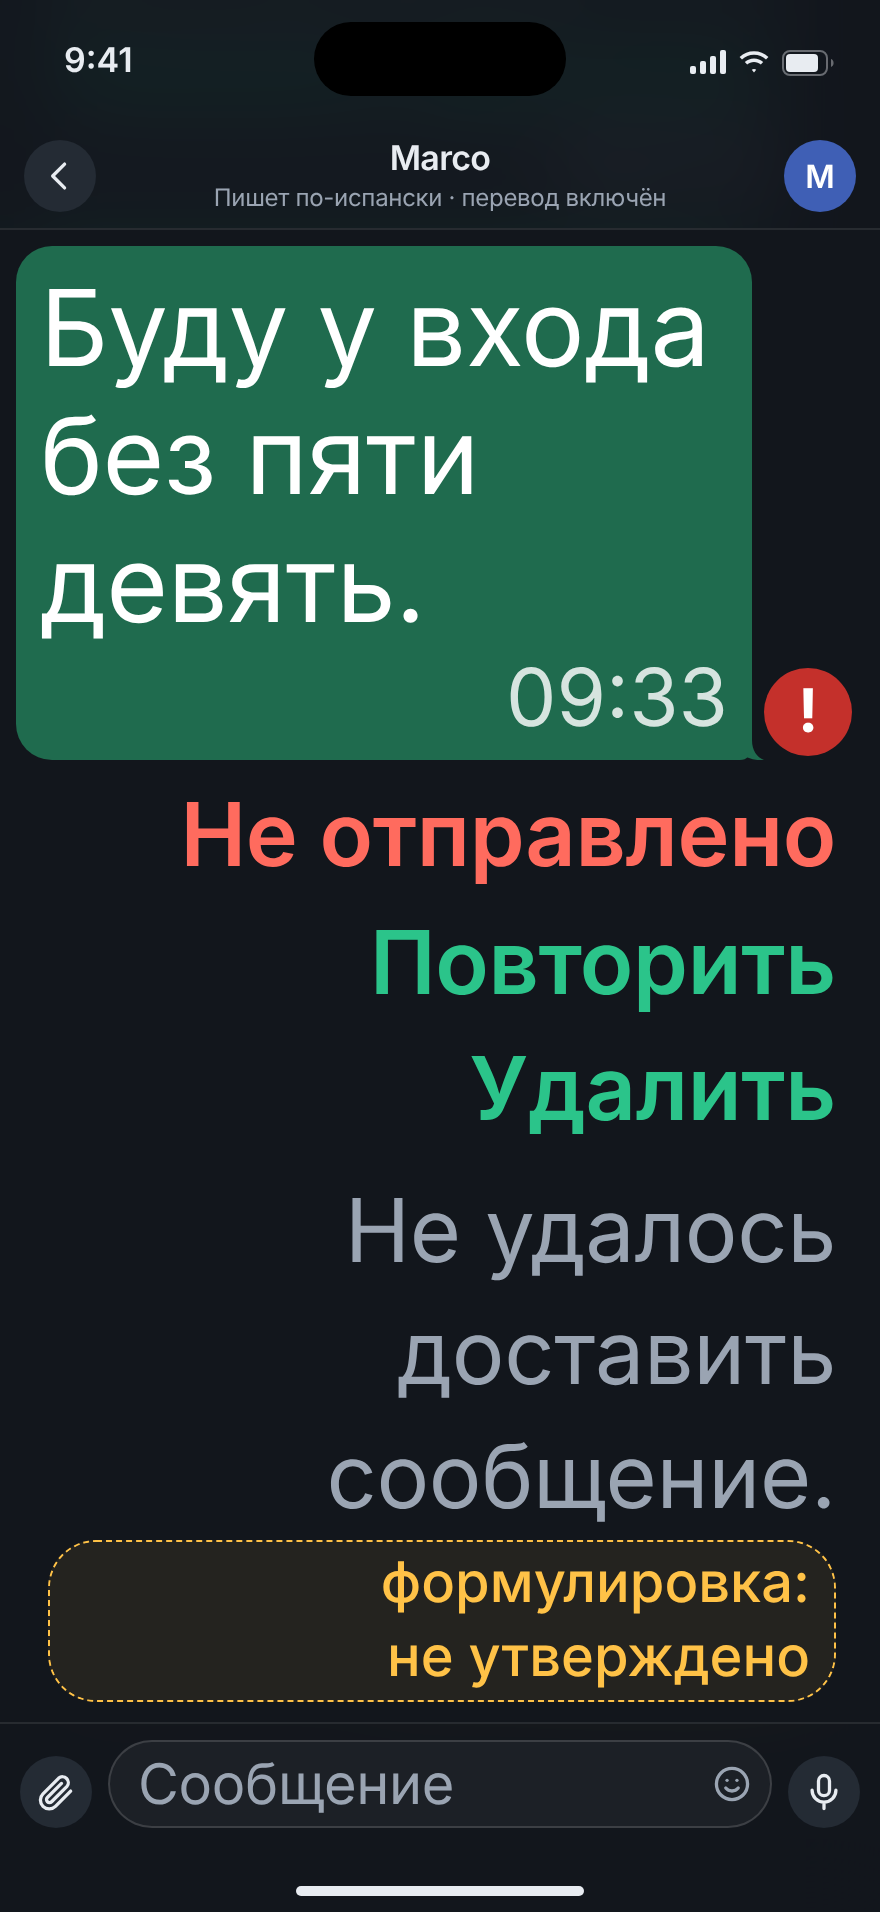 9:41
Marco
Пишет по-испански · перевод включён
M
Буду у входа
без пяти
девять.
09:33
!
Не отправлено
Повторить
Удалить
Не удалось
доставить
сообщение.
формулировка:
не утверждено
Сообщение